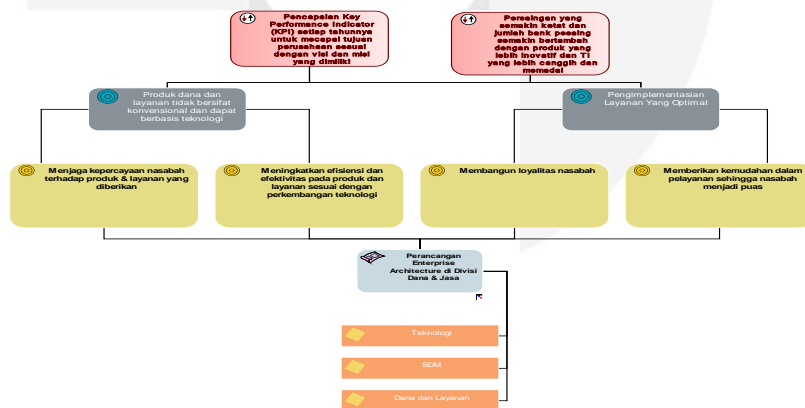 Pencapaian Key
Performance Indicator
(KPI) setiap tahunnya
untuk mecapai tujuan
perusahaan sesuai
dengan visi dan misi
yang dimiliki
Persaingan yang
semakin ketat dan
jumlah bank pesaing
semakin bertambah
dengan produk yang
lebih inovatif dan TI
yang lebih canggih dan
memadai
Produk dana dan
layanan tidak bersifat
konvensional dan dapat
berbasis teknologi
Pengimplementasian
Layanan Yang Optimal
Menjaga kepercayaan nasabah
terhadap produk & layanan yang
diberikan
Meningkatkan efisiensi dan
efektivitas pada produk dan
layanan sesuai dengan
perkembangan teknologi
Membangun loyalitas nasabah
Memberikan kemudahan dalam
pelayanan sehingga nasabah
menjadi puas
Perancangan
Enterprise
Architecture di Divisi
Dana & Jasa
Teknologi
SDM
Dana dan Layanan